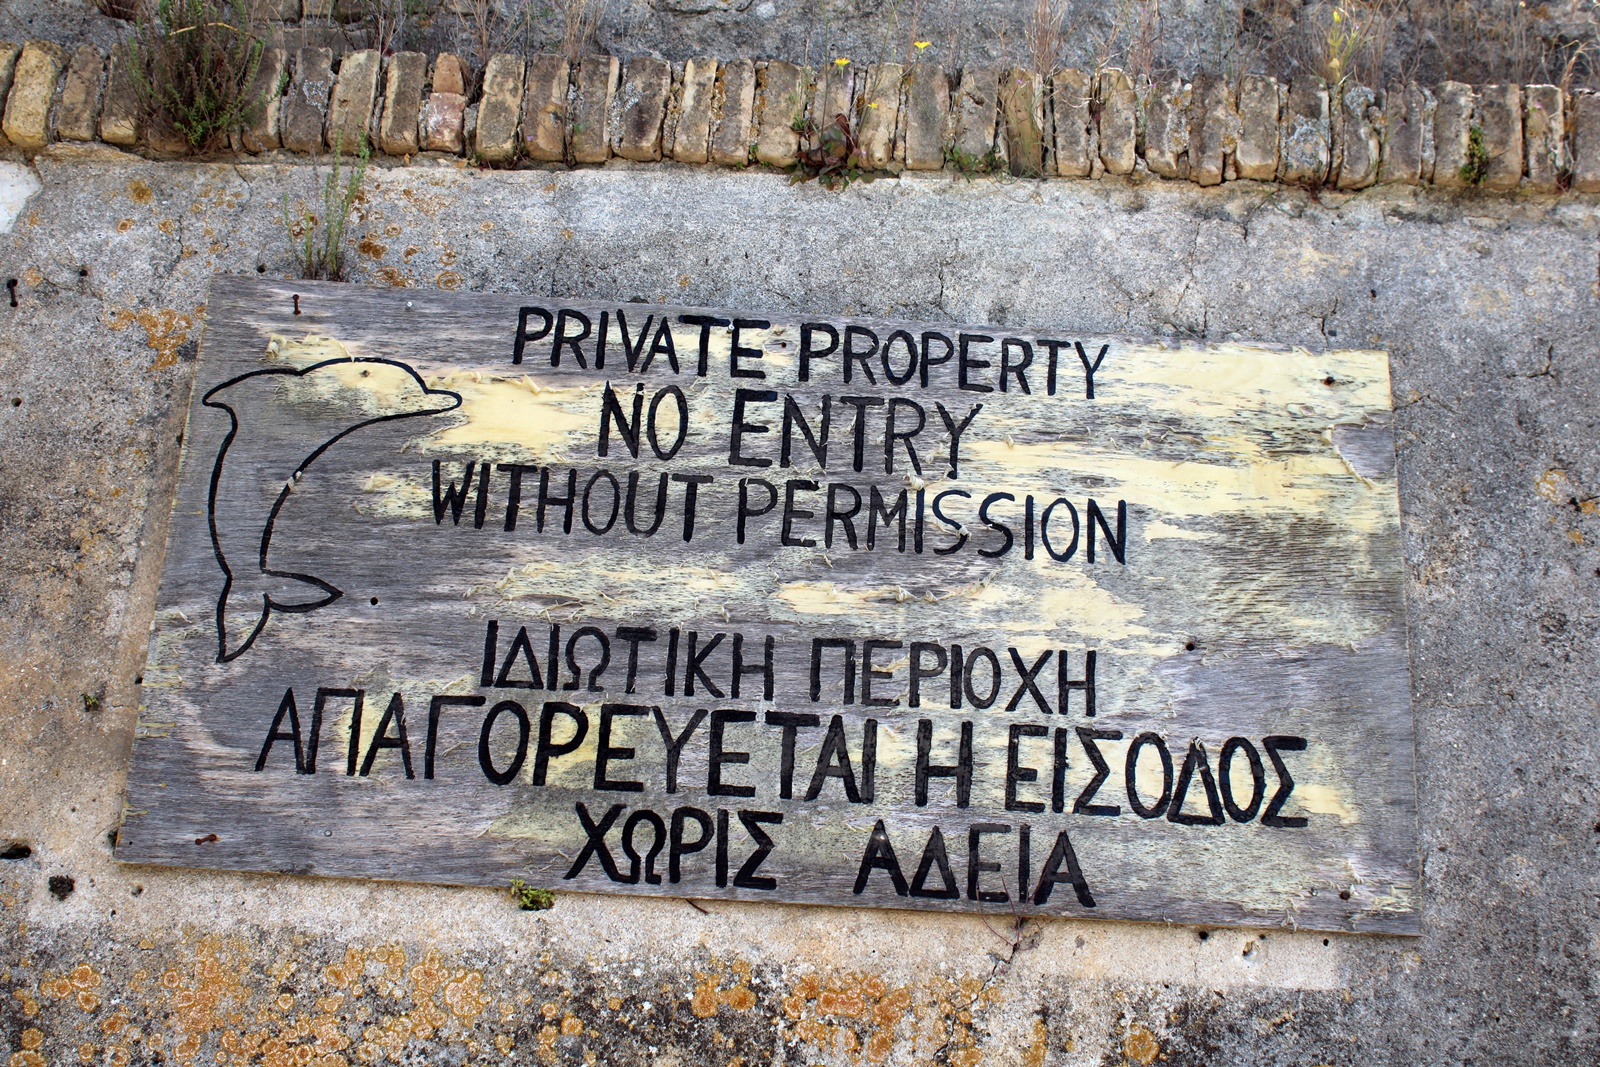 PRIVATE PROPERTY
NO ENTRY
WITHOUT PERMISSION
ΙΔΙΩΤΙΚΗ ΠΕΡΙΟΧΗ
ΑΠΑΓΟΡΕΥΕΤΑΙ Η ΕΙΣΟΔΟΣ
ΧΩΡΙΣ ΑΔΕΙΑ